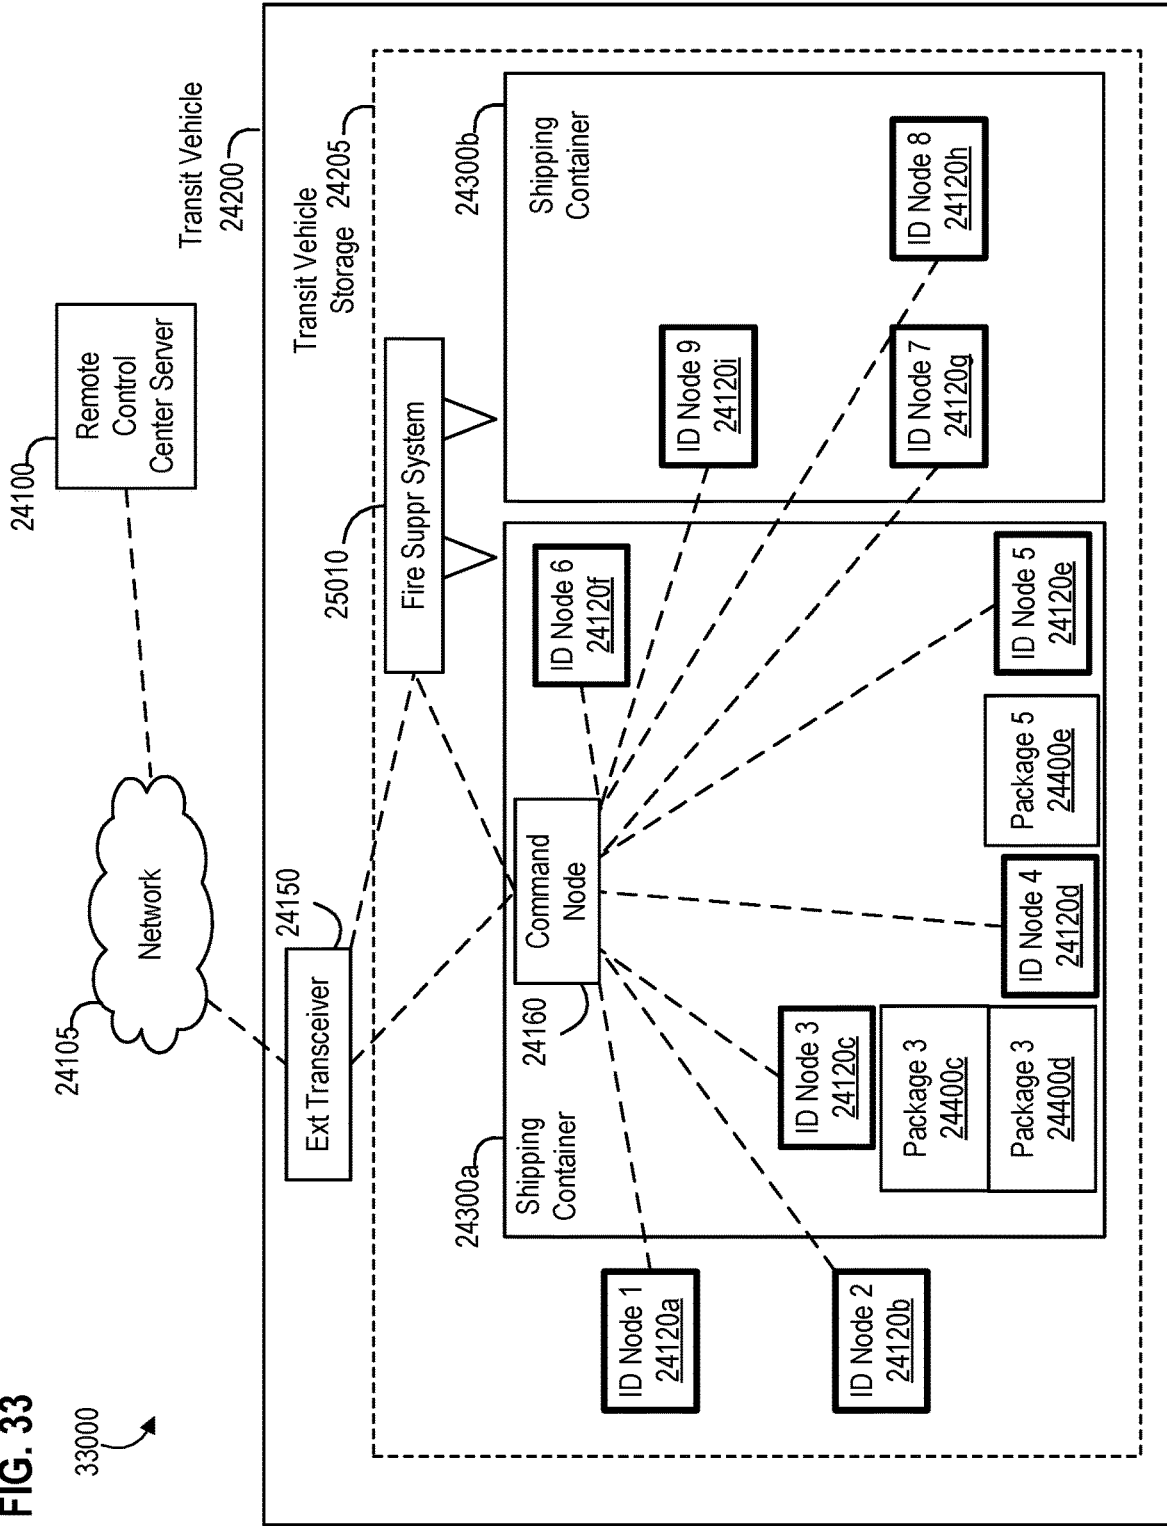 FIG. 33
33000
24100
Remote
Control
Center Server
24105
Network
Transit Vehicle
24200
24150
Ext Transceiver
Transit Vehicle
Storage 24205
25010
Fire Suppr System
24300a
Shipping
Container
24160
Command
Node
24300b
Shipping
Container
ID Node 1
24120a
ID Node 2
24120b
ID Node 3
24120c
Package 3
24400c
Package 3
24400d
ID Node 4
24120d
Package 5
24400e
ID Node 5
24120e
ID Node 6
24120f
ID Node 9
24120i
ID Node 7
24120g
ID Node 8
24120h